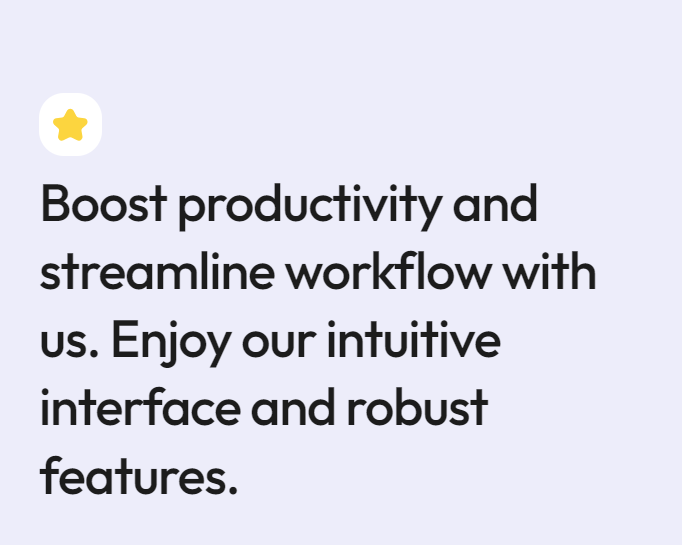 Boost productivity and
streamline workflow with
us. Enjoy our intuitive
interface and robust
features.